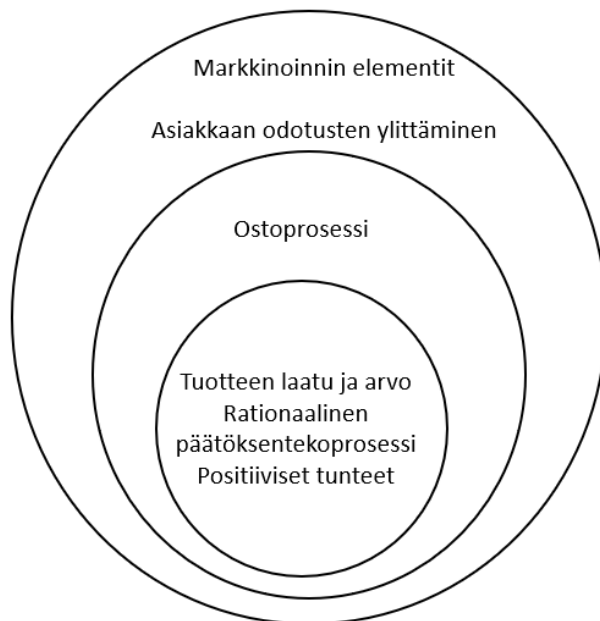 Markkinoinnin elementit
Asiakkaan odotusten ylittäminen
Ostoprosessi
Tuotteen laatu ja arvo
Rationaalinen
päätöksentekoprosessi
Positiiviset tunteet